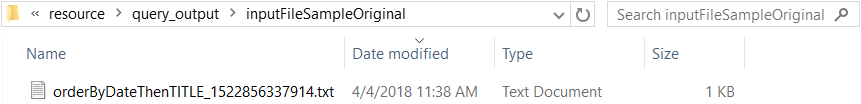 « resource › query_output › inputFileSampleOriginal Search inputFileSampleOriginal
Name Date modified Type Size
orderByDateThenTITLE_1522856337914.txt 4/4/2018 11:38 AM Text Document 1 KB